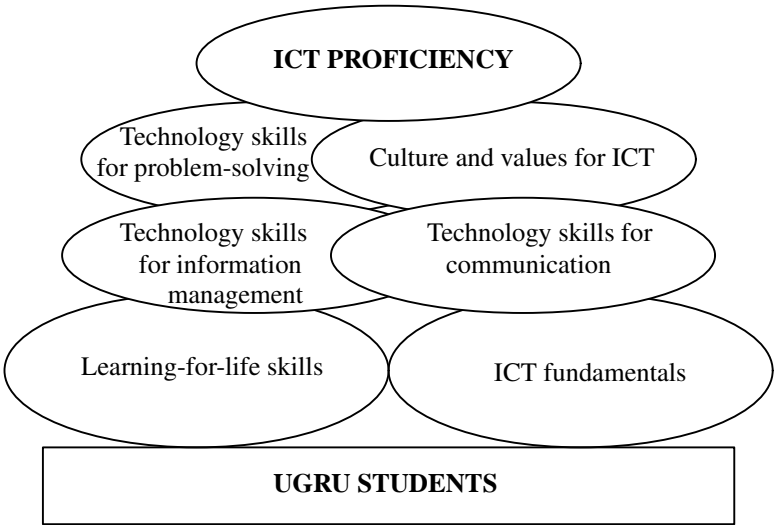 ICT PROFICIENCY
Technology skills
for problem-solving
Culture and values for ICT
Technology skills
for information
management
Technology skills for
communication
Learning-for-life skills
ICT fundamentals
UGRU STUDENTS